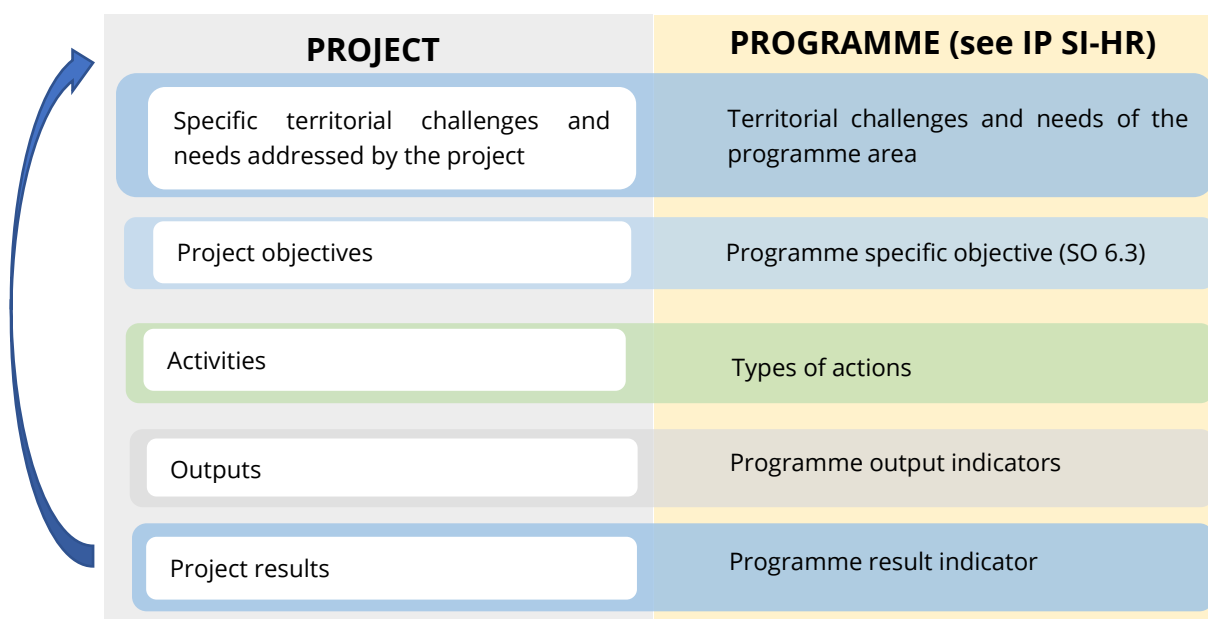 PROJECT
PROGRAMME (see IP SI-HR)
Specific territorial challenges and
needs addressed by the project
Territorial challenges and needs of the
programme area
Project objectives
Programme specific objective (SO 6.3)
Activities
Types of actions
Outputs
Programme output indicators
Project results
Programme result indicator